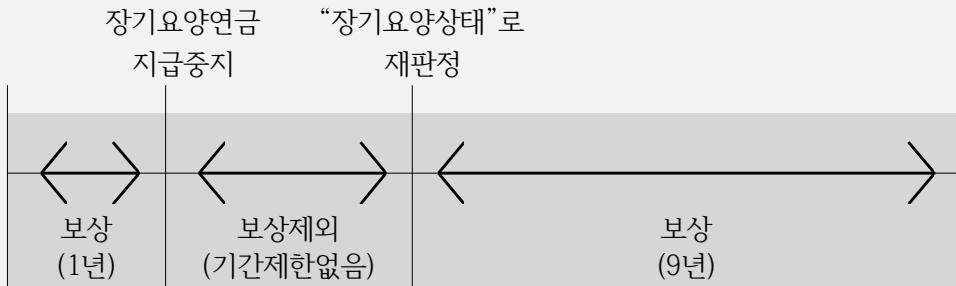 장기요양연금
지급중지
“장기요양상태”로
재판정
보상
(1년)
보상제외
(기간제한없음)
보상
(9년)